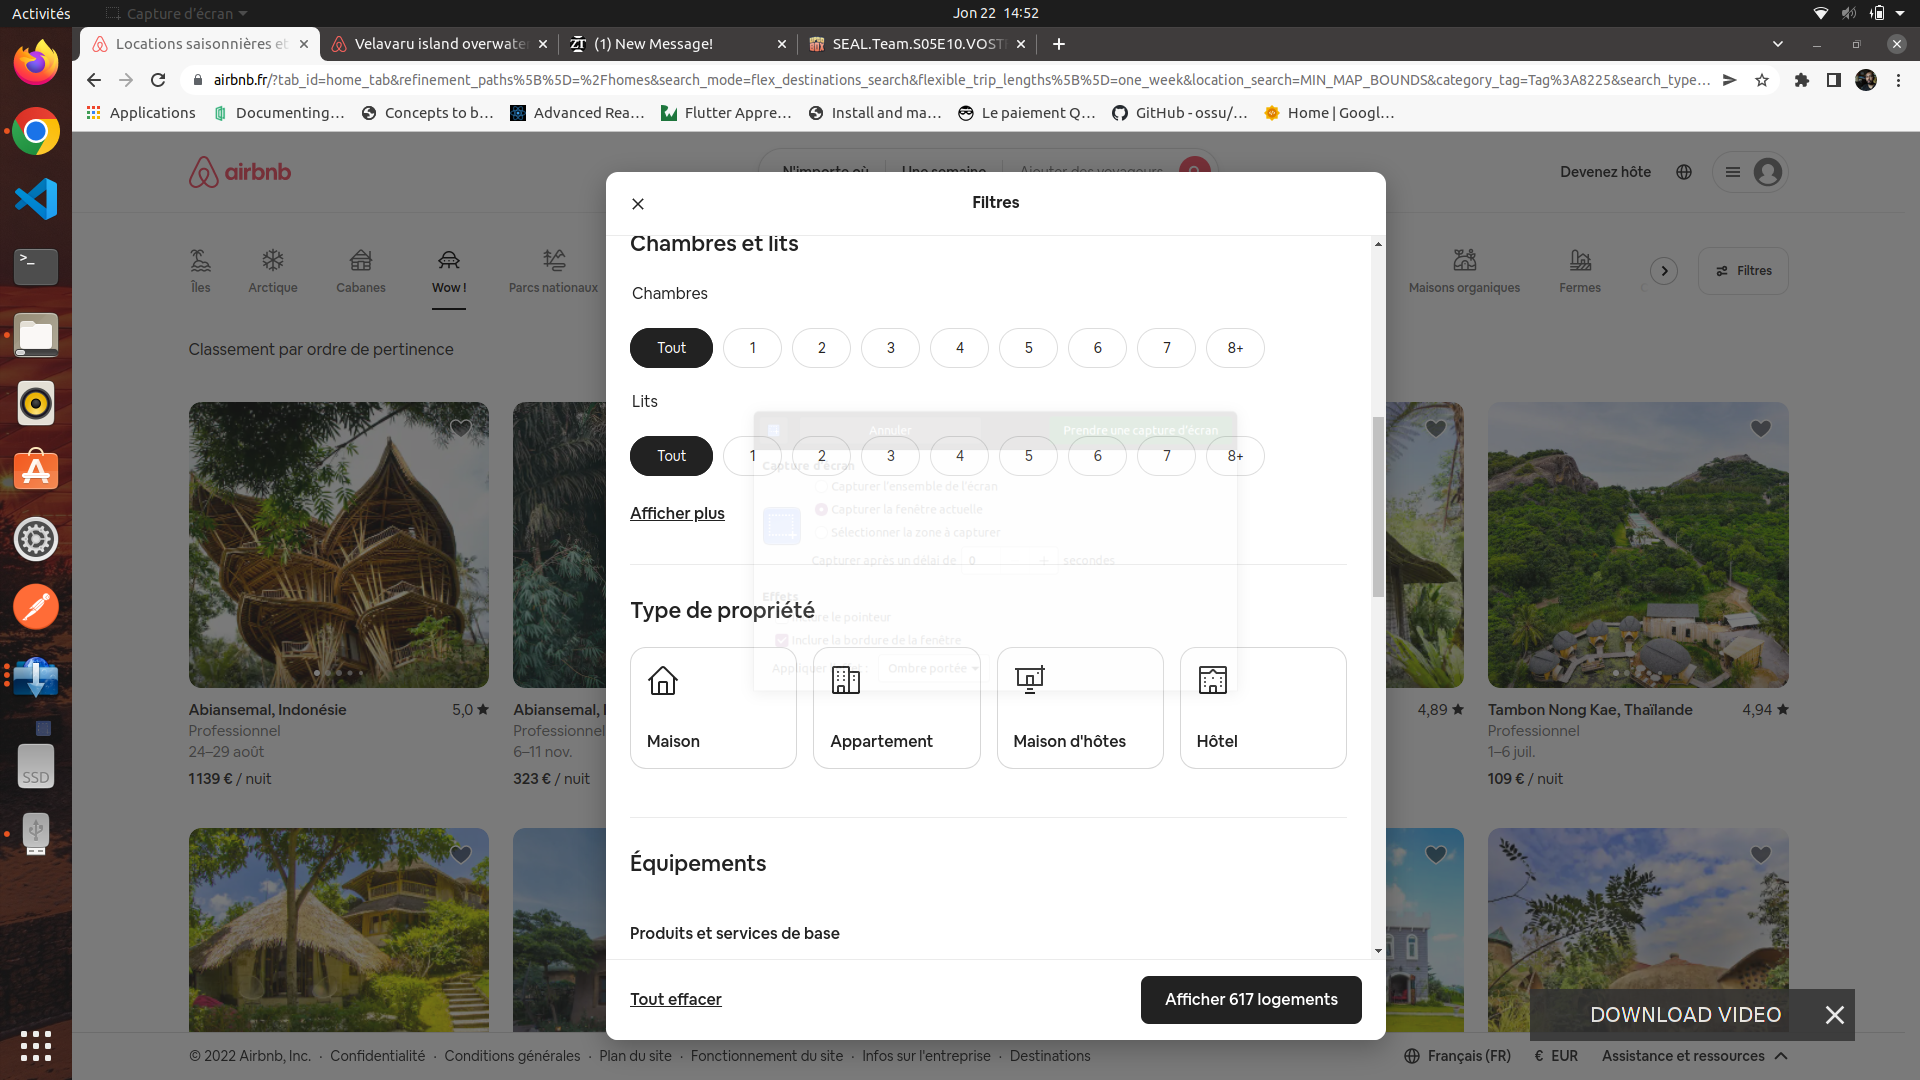 Activités
Capture d'écran
Jon 22 14:52
Locations saisonnières et
Velavaru island overwate
(1) New Message!
SEAL.Team.S05E10.VOST
airbnb.fr/?tab_id=home_tab&refinement_paths%5B%5D=%2Fhomes&search_mode=flex_destinations_search&flexible_trip_lengths%5B%5D=one_week&location_search=MIN_MAP_BOUNDS&category_tag=Tag%3A8225&search_type...
Applications
Documenting...
Concepts to b...
Advanced Rea...
Flutter Appre...
Install and ma...
Le paiement Q...
GitHub - ossu/...
Home | Googl...
airbnb
N'importe où
Une semaine
Ajouter des voyageurs
Devenez hôte
Îles
Arctique
Cabanes
Wow !
Parcs nationaux
Maisons organiques
Fermes
Filtres
Classement par ordre de pertinence
Filtres
Chambres et lits
Chambres
Tout 1 2 3 4 5 6 7 8+
Lits
Annuler
Prendre une capture d'écran
Tout 1 2 3 4 5 6 7 8+
Capture d'écran
Capturer l'ensemble de l'écran
Capturer la fenêtre actuelle
Sélectionner la zone à capturer
Capturer après un délai de 0 secondes
Afficher plus
Effets
Type de propriété
le pointeur
Inclure la bordure de la fenêtre
Ombre portée
Maison
Appartement
Maison d'hôtes
Hôtel
Équipements
Produits et services de base
Tout effacer
Afficher 617 logements
Abiansemal, Indonésie 5,0
Professionnel
24–29 août
1 139 € / nuit
Abiansemal,
Professionnel
6–11 nov.
323 € / nuit
4,89
Tambon Nong Kae, Thaïlande 4,94
Professionnel
1–6 juil.
109 € / nuit
SSD
DOWNLOAD VIDEO
© 2022 Airbnb, Inc. · Confidentialité · Conditions générales · Plan du site · Fonctionnement du site · Infos sur l'entreprise · Destinations
Français (FR)
€ EUR
Assistance et ressources